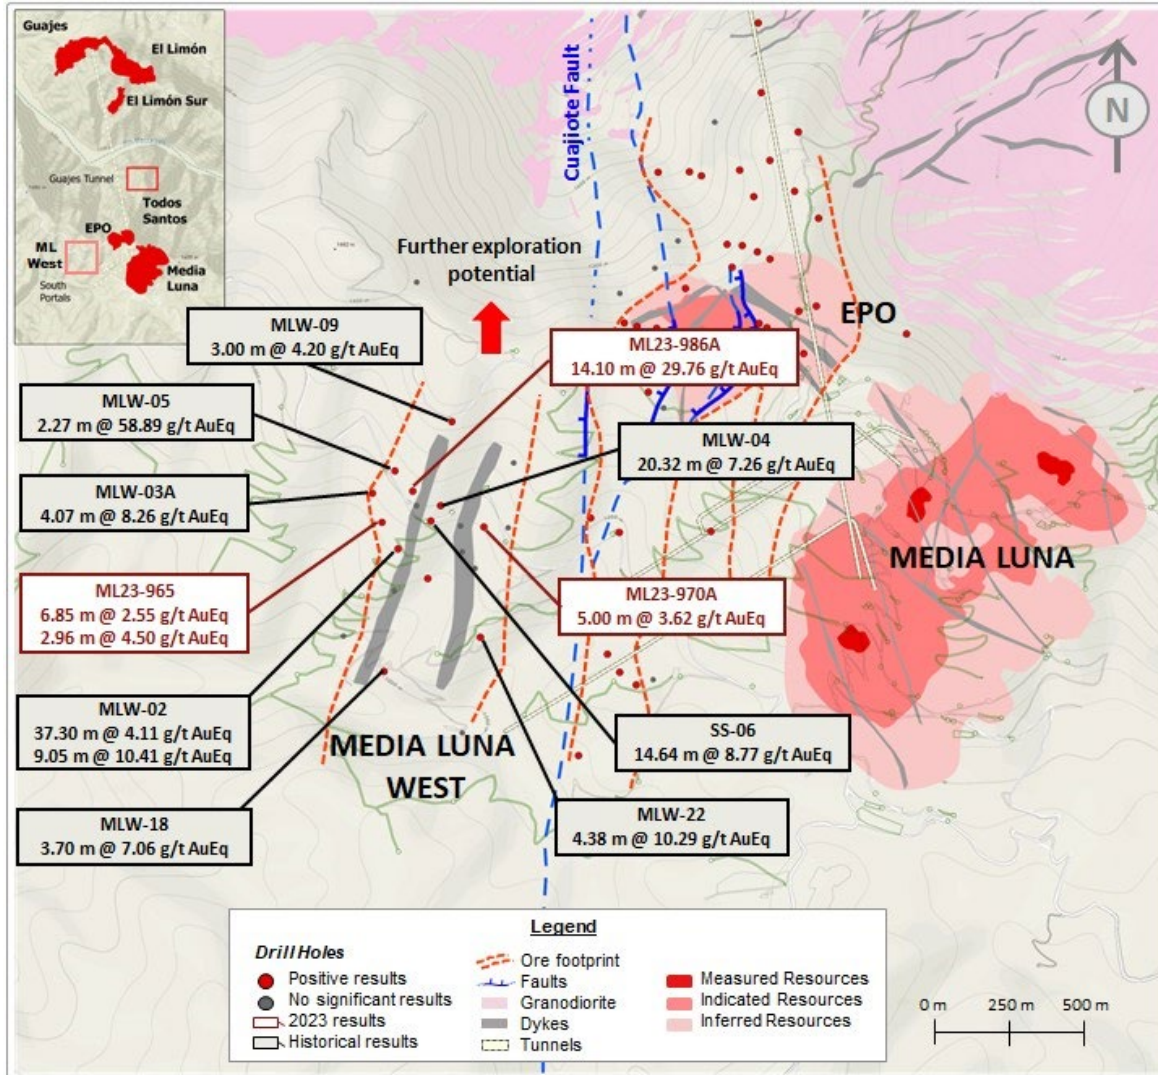 Guajes
El Limón
El Limón Sur
Guajes Tunnel
Todos
Santos
EPO
ML
West
South
Portals
Media
Luna
Cuajiote Fault
N
Further exploration
potential
EPO
MLW-09
3.00 m @ 4.20 g/t AuEq
ML23-986A
14.10 m @ 29.76 g/t AuEq
MLW-05
2.27 m @ 58.89 g/t AuEq
MLW-04
20.32 m @ 7.26 g/t AuEq
MLW-03A
4.07 m @ 8.26 g/t AuEq
MEDIA LUNA
ML23-965
6.85 m @ 2.55 g/t AuEq
2.96 m @ 4.50 g/t AuEq
ML23-970A
5.00 m @ 3.62 g/t AuEq
MLW-02
37.30 m @ 4.11 g/t AuEq
9.05 m @ 10.41 g/t AuEq
SS-06
14.64 m @ 8.77 g/t AuEq
MEDIA LUNA
WEST
MLW-18
3.70 m @ 7.06 g/t AuEq
MLW-22
4.38 m @ 10.29 g/t AuEq
Legend
Drill Holes
Positive results
No significant results
2023 results
Historical results
Ore footprint
Faults
Granodiorite
Dykes
Tunnels
Measured Resources
Indicated Resources
Inferred Resources
0 m 250 m 500 m